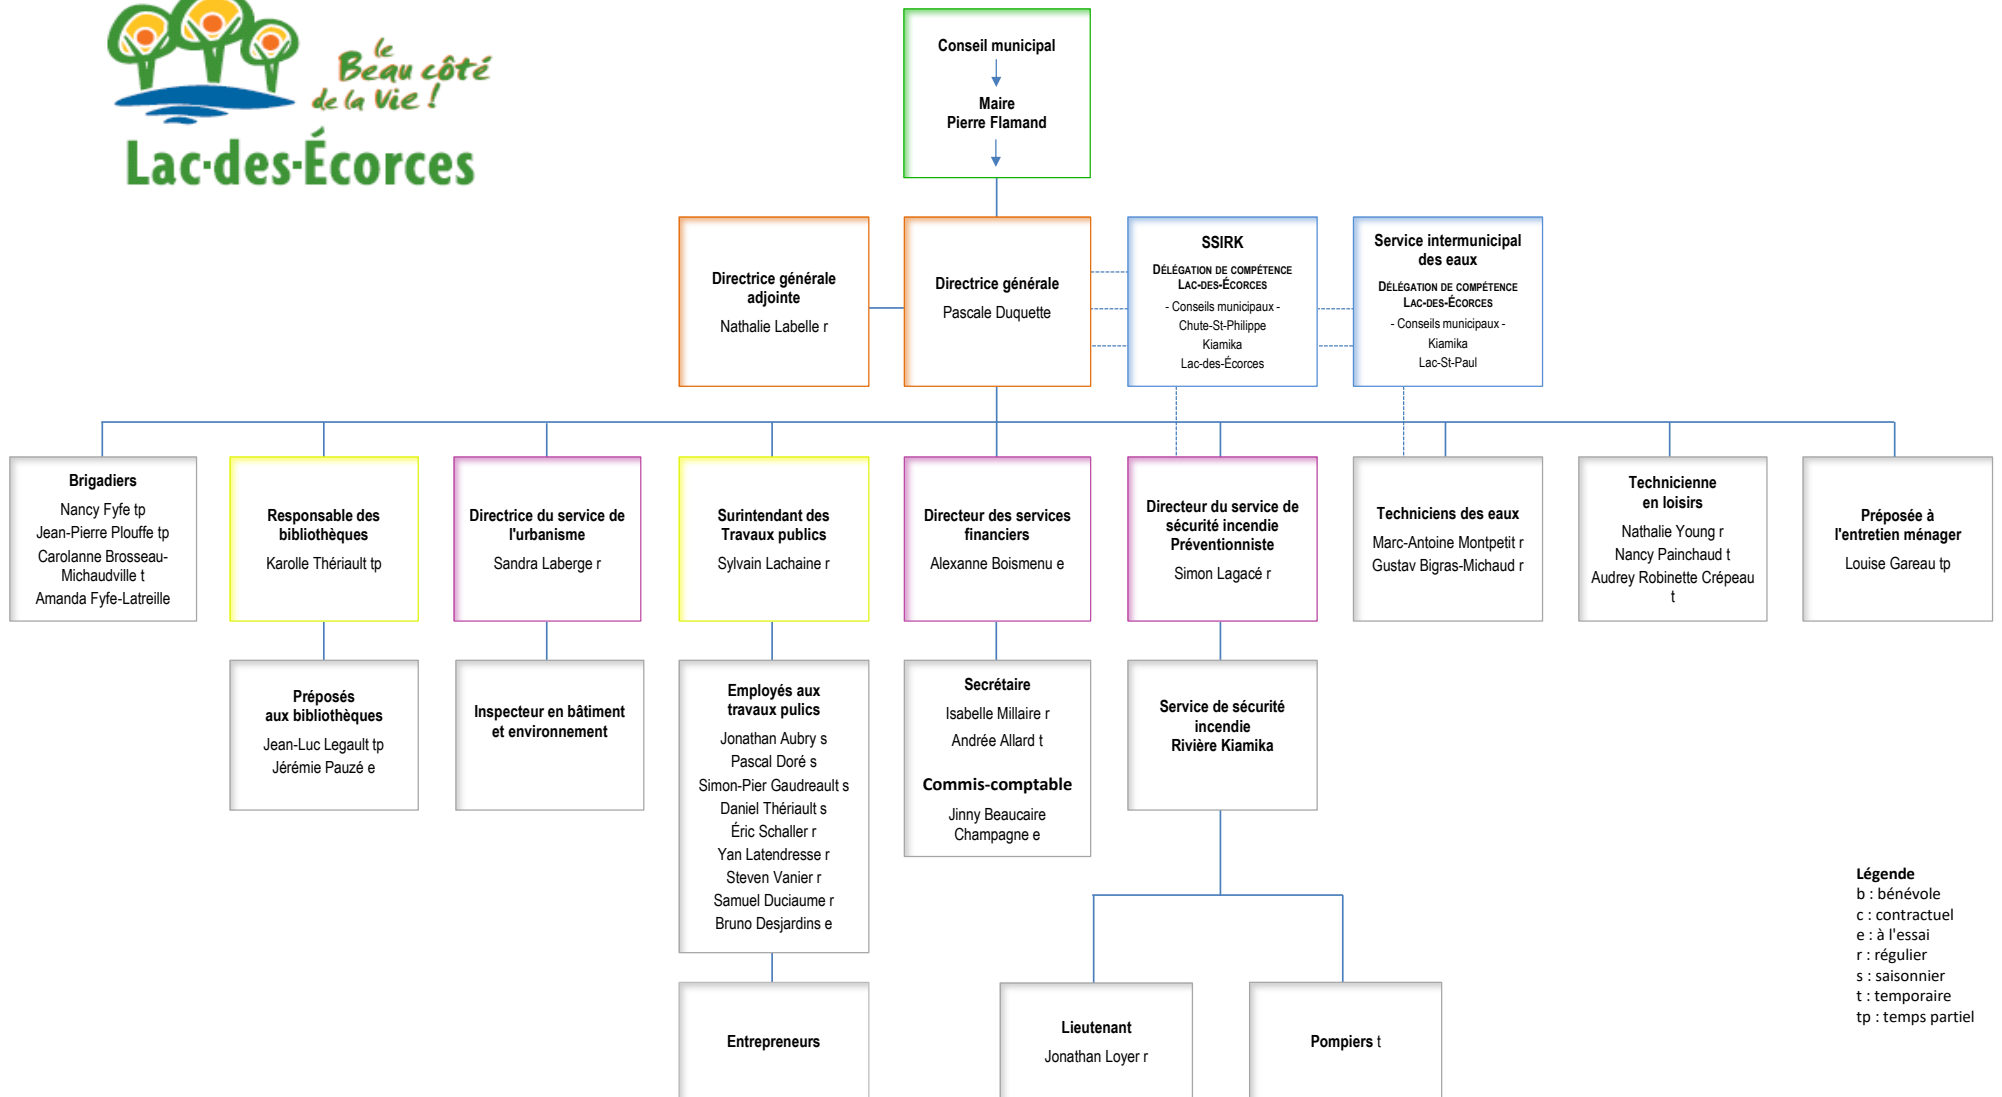 le
Beau côté
de la Vie !
Lac-des-Écorces
Conseil municipal
Maire
Pierre Flamand
Directrice générale
adjointe
Nathalie Labelle r
Directrice générale
Pascale Duquette
SSIRK
DÉLÉGATION DE COMPÉTENCE
LAC-DES-ÉCORCES
- Conseils municipaux -
Chute-St-Philippe
Kiamika
Lac-des-Écorces
Service intermunicipal
des eaux
DÉLÉGATION DE COMPÉTENCE
LAC-DES-ÉCORCES
- Conseils municipaux -
Kiamika
Lac-St-Paul
Brigadiers
Nancy Fyfe tp
Jean-Pierre Plouffe tp
Carolanne Brosseau-
Michaudville t
Amanda Fyfe-Latreille
Responsable des
bibliothèques
Karolle Thériault tp
Directrice du service de
l'urbanisme
Sandra Laberge r
Surintendant des
Travaux publics
Sylvain Lachaine r
Directeur des services
financiers
Alexanne Boismenu e
Directeur du service de
sécurité incendie
Préventionniste
Simon Lagacé r
Techniciens des eaux
Marc-Antoine Montpetit r
Gustav Bigras-Michaud r
Technicienne
en loisirs
Nathalie Young r
Nancy Painchaud t
Audrey Robinette Crépeau
t
Préposée à
l'entretien ménager
Louise Gareau tp
Préposés
aux bibliothèques
Jean-Luc Legault tp
Jérémie Pauzé e
Inspecteur en bâtiment
et environnement
Employés aux
travaux pulics
Jonathan Aubry s
Pascal Doré s
Simon-Pier Gaudreault s
Daniel Thériault s
Éric Schaller r
Yan Latendresse r
Steven Vanier r
Samuel Duciaume r
Bruno Desjardins e
Secrétaire
Isabelle Millaire r
Andrée Allard t
Commis-comptable
Jinny Beaucaire
Champagne e
Service de sécurité
incendie
Rivière Kiamika
Entrepreneurs
Lieutenant
Jonathan Loyer r
Pompiers t
Légende
b : bénévole
c : contractuel
e : à l'essai
r : régulier
s : saisonnier
t : temporaire
tp : temps partiel